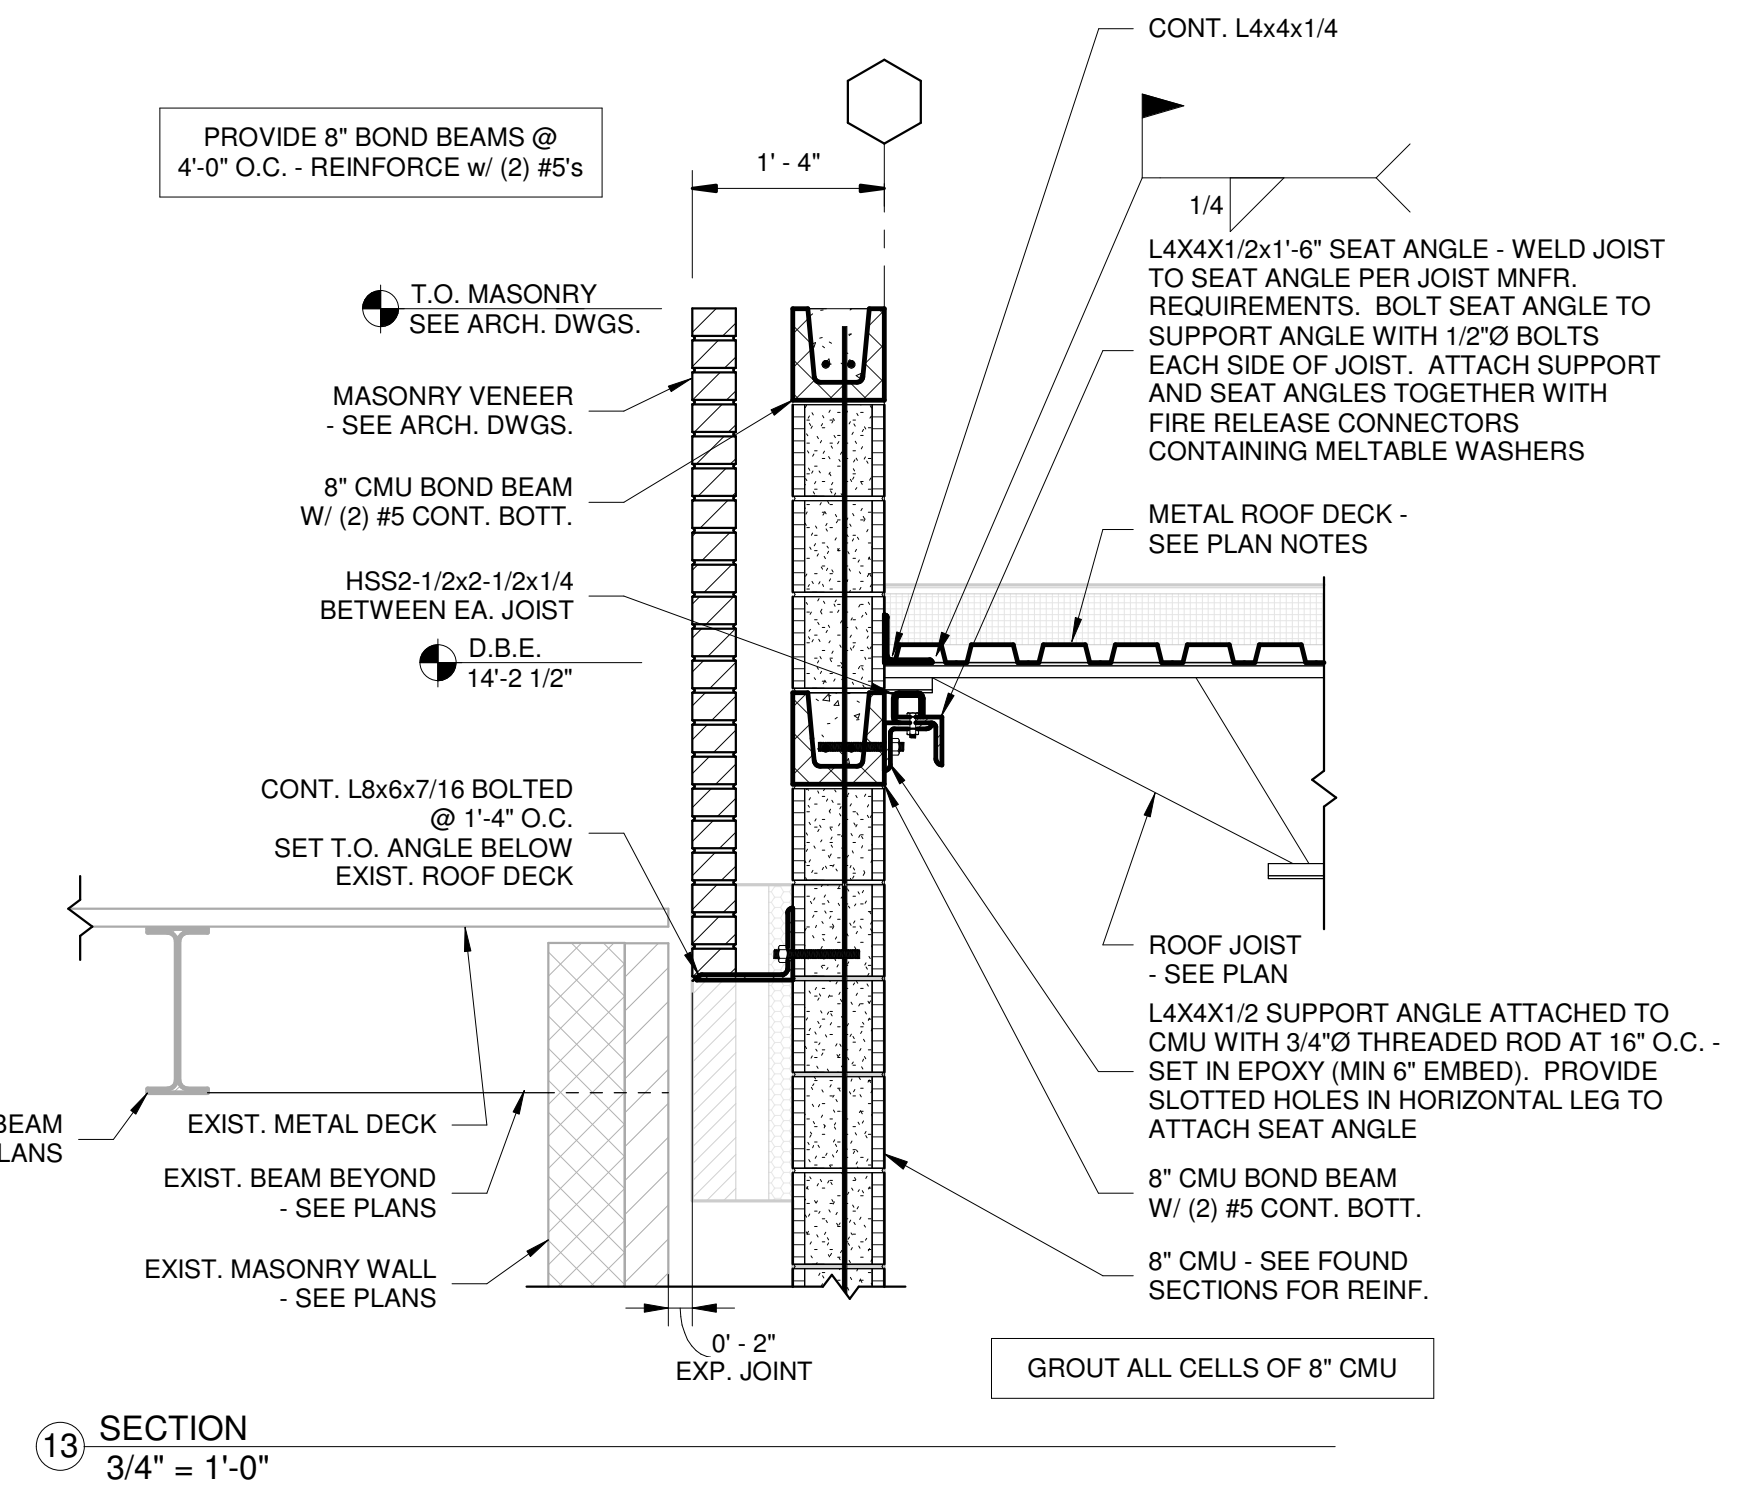 CONT. L4x4x1/4
PROVIDE 8" BOND BEAMS @
4'-0" O.C. - REINFORCE w/ (2) #5's
1' - 4"
1/4
L4X4X1/2x1'-6" SEAT ANGLE - WELD JOIST
TO SEAT ANGLE PER JOIST MNFR.
REQUIREMENTS. BOLT SEAT ANGLE TO
SUPPORT ANGLE WITH 1/2"Ø BOLTS
EACH SIDE OF JOIST. ATTACH SUPPORT
AND SEAT ANGLES TOGETHER WITH
FIRE RELEASE CONNECTORS
CONTAINING MELTABLE WASHERS
T.O. MASONRY
SEE ARCH. DWGS.
MASONRY VENEER
- SEE ARCH. DWGS.
8" CMU BOND BEAM
W/ (2) #5 CONT. BOTT.
METAL ROOF DECK -
SEE PLAN NOTES
HSS2-1/2x2-1/2x1/4
BETWEEN EA. JOIST
D.B.E.
14'-2 1/2"
CONT. L8x6x7/16 BOLTED
@ 1'-4" O.C.
SET T.O. ANGLE BELOW
EXIST. ROOF DECK
ROOF JOIST
- SEE PLAN
L4X4X1/2 SUPPORT ANGLE ATTACHED TO
CMU WITH 3/4"Ø THREADED ROD AT 16" O.C. -
SET IN EPOXY (MIN 6" EMBED). PROVIDE
SLOTTED HOLES IN HORIZONTAL LEG TO
ATTACH SEAT ANGLE
BEAM
LANS
EXIST. METAL DECK
EXIST. BEAM BEYOND
- SEE PLANS
EXIST. MASONRY WALL
- SEE PLANS
8" CMU BOND BEAM
W/ (2) #5 CONT. BOTT.
8" CMU - SEE FOUND
SECTIONS FOR REINF.
0' - 2"
EXP. JOINT
GROUT ALL CELLS OF 8" CMU
13
SECTION
3/4" = 1'-0"